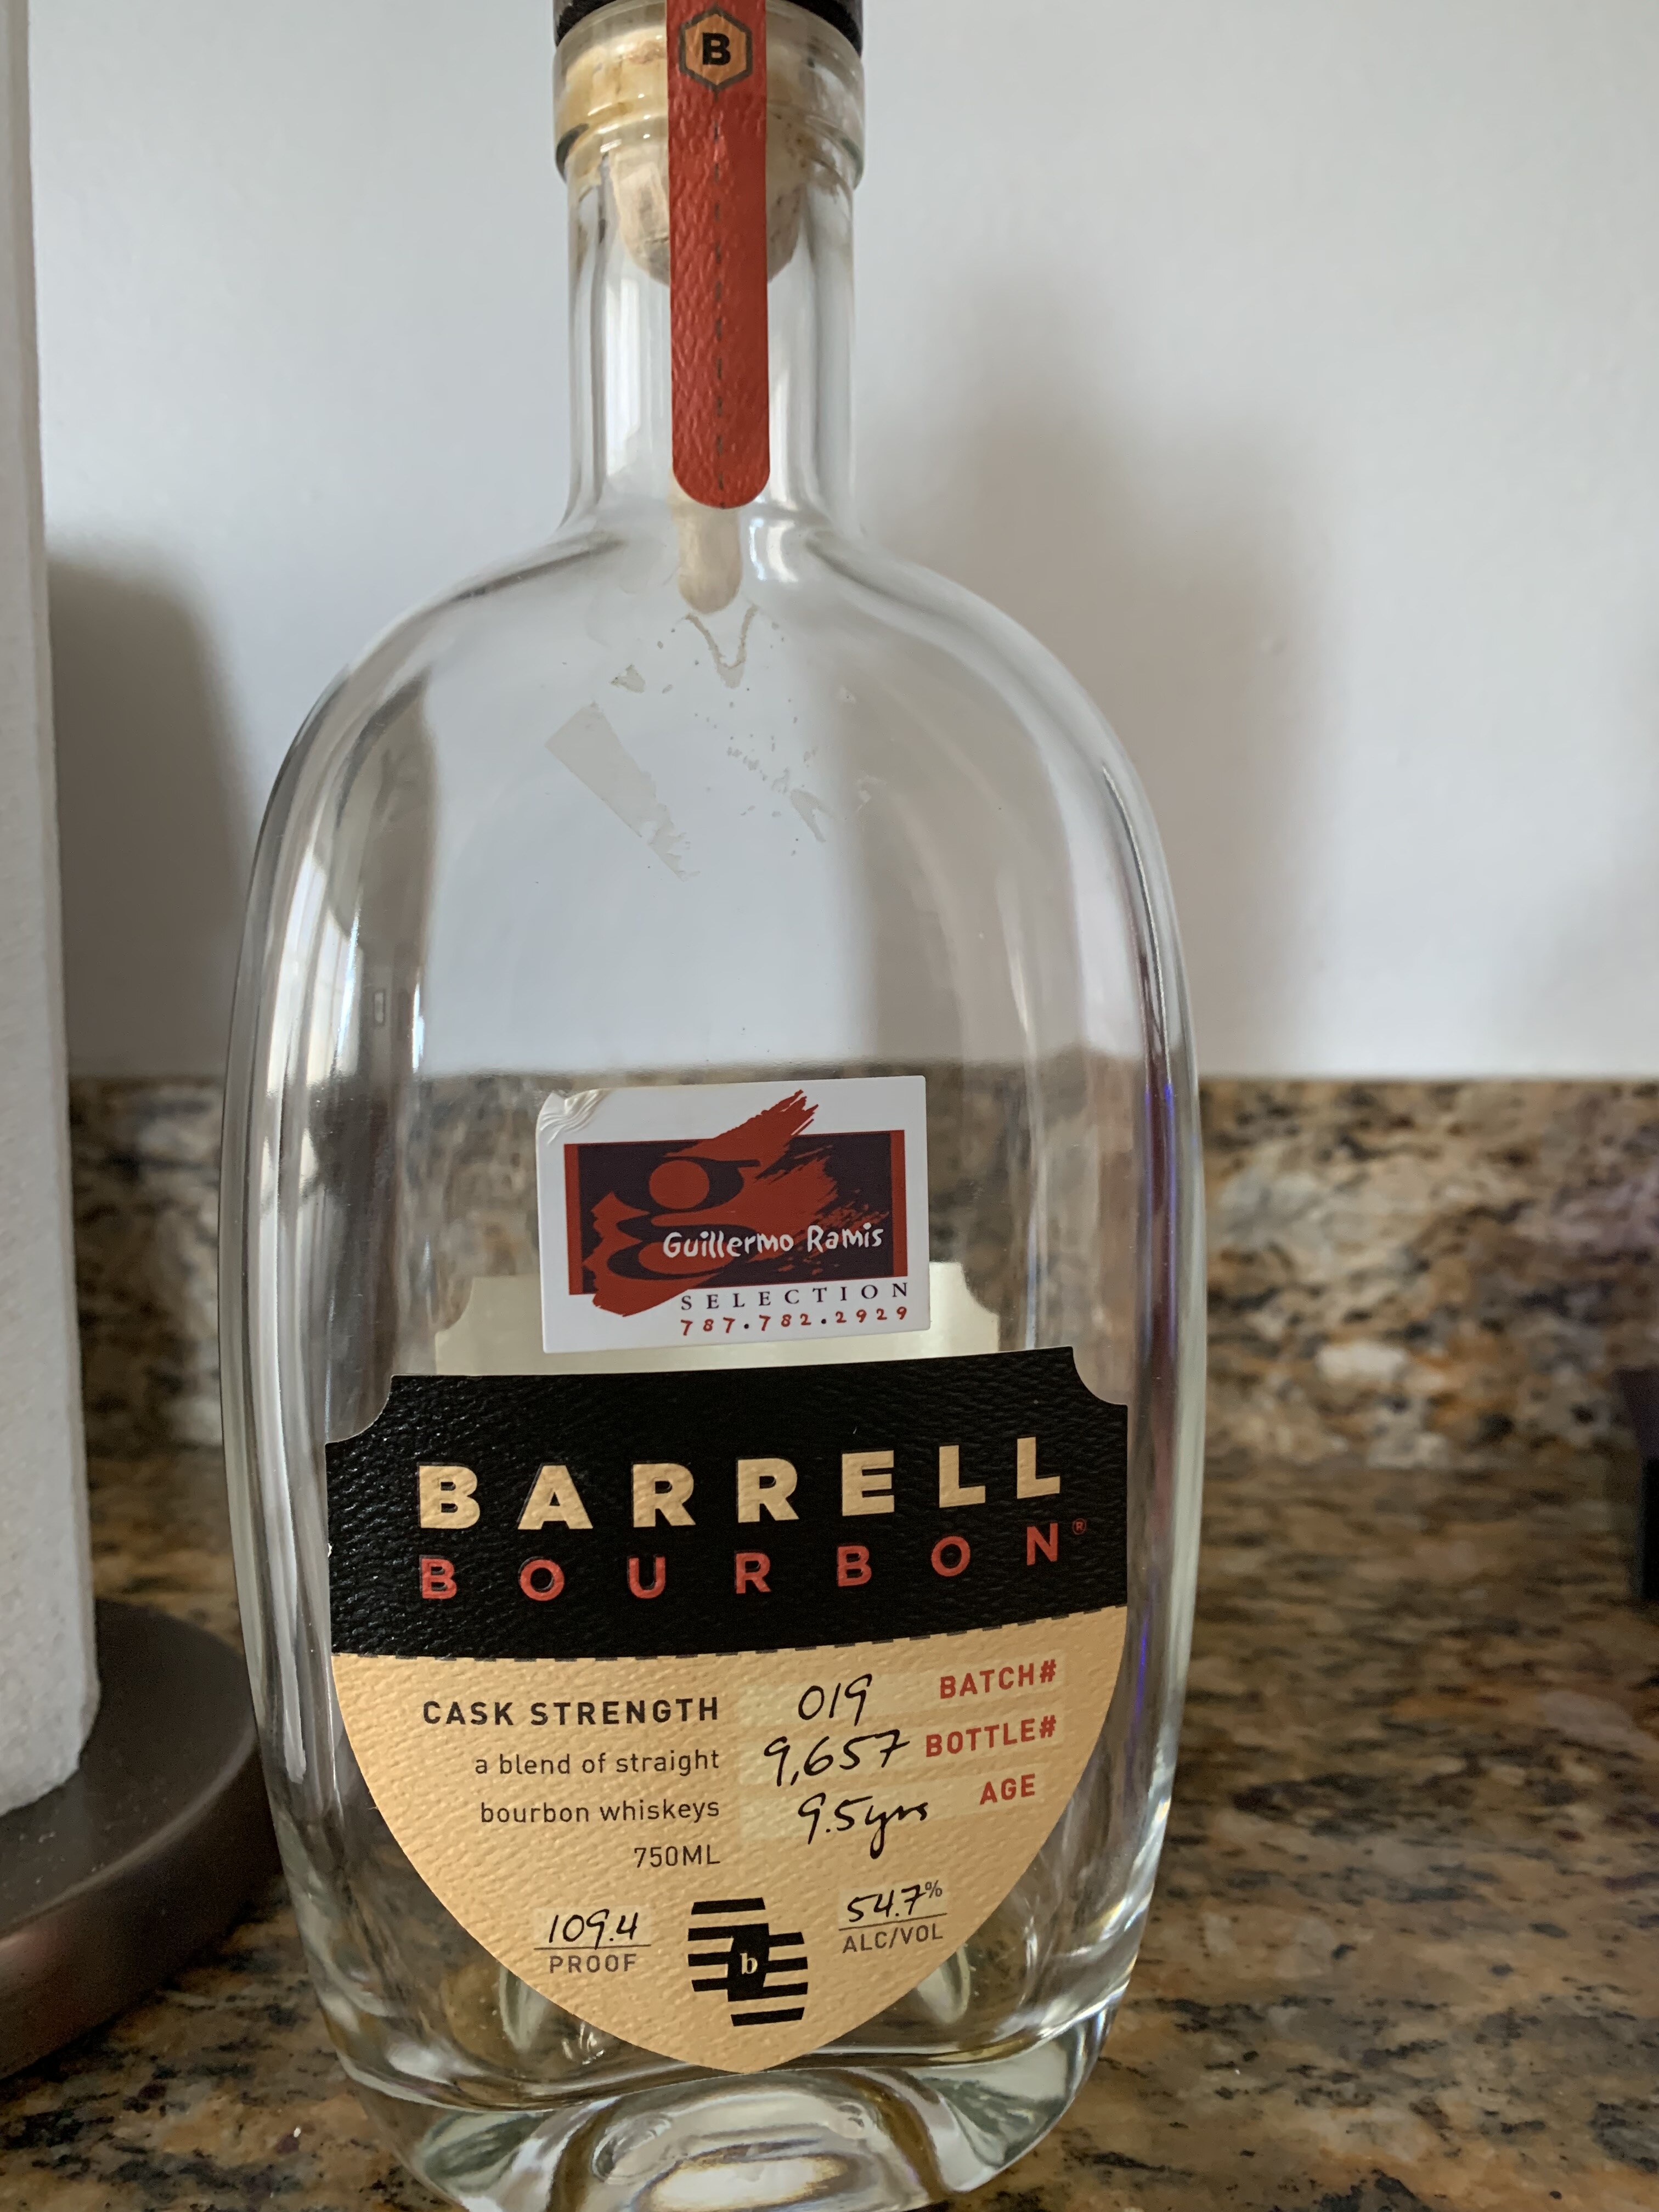 B
g
Guillermo Ramis
SELECTION
787.782.2929
BARRELL
BOURBON®
CASK STRENGTH 019 BATCH#
a blend of straight 9,657 BOTTLE#
bourbon whiskeys 9.5yrs AGE
750ML
109.4 54.7%
PROOF b ALC/VOL